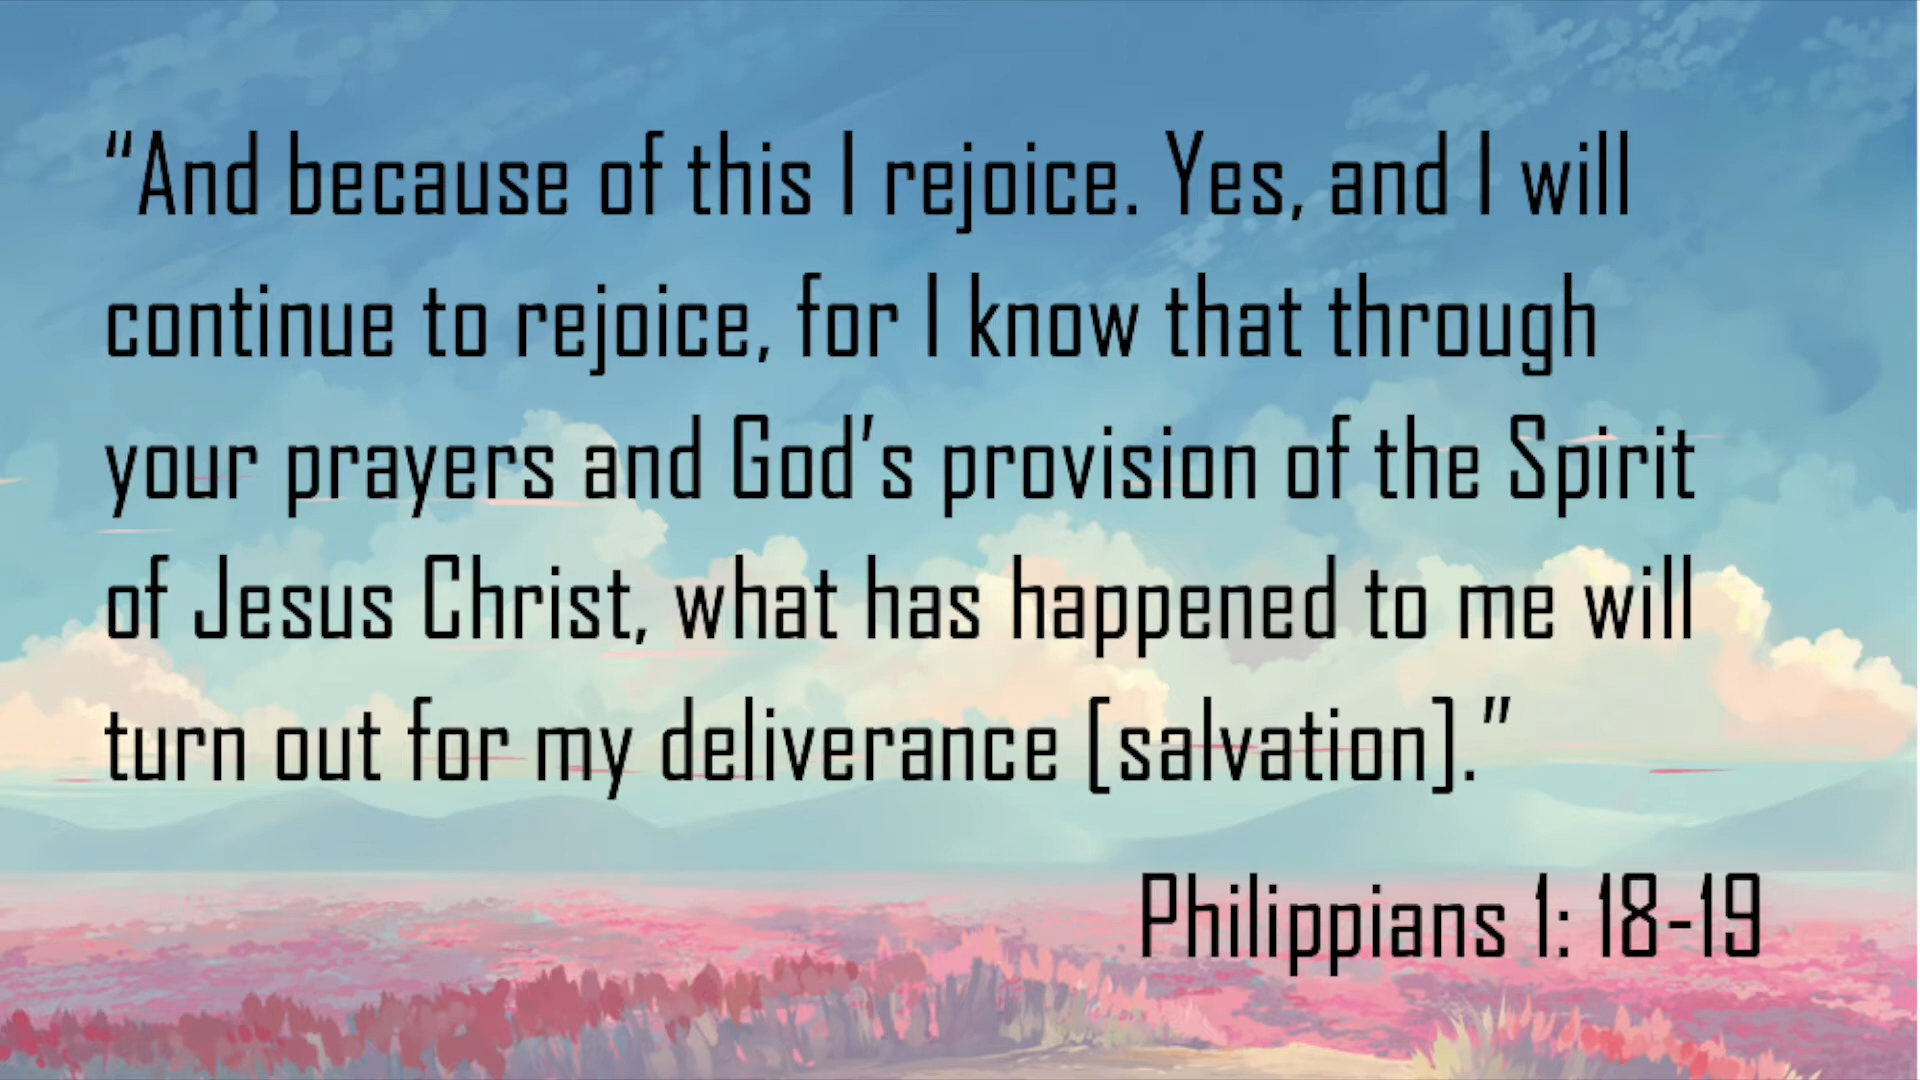 “And because of this I rejoice. Yes, and I will
continue to rejoice, for I know that through
your prayers and God’s provision of the Spirit
of Jesus Christ, what has happened to me will
turn out for my deliverance [salvation].”
Philippians 1: 18-19